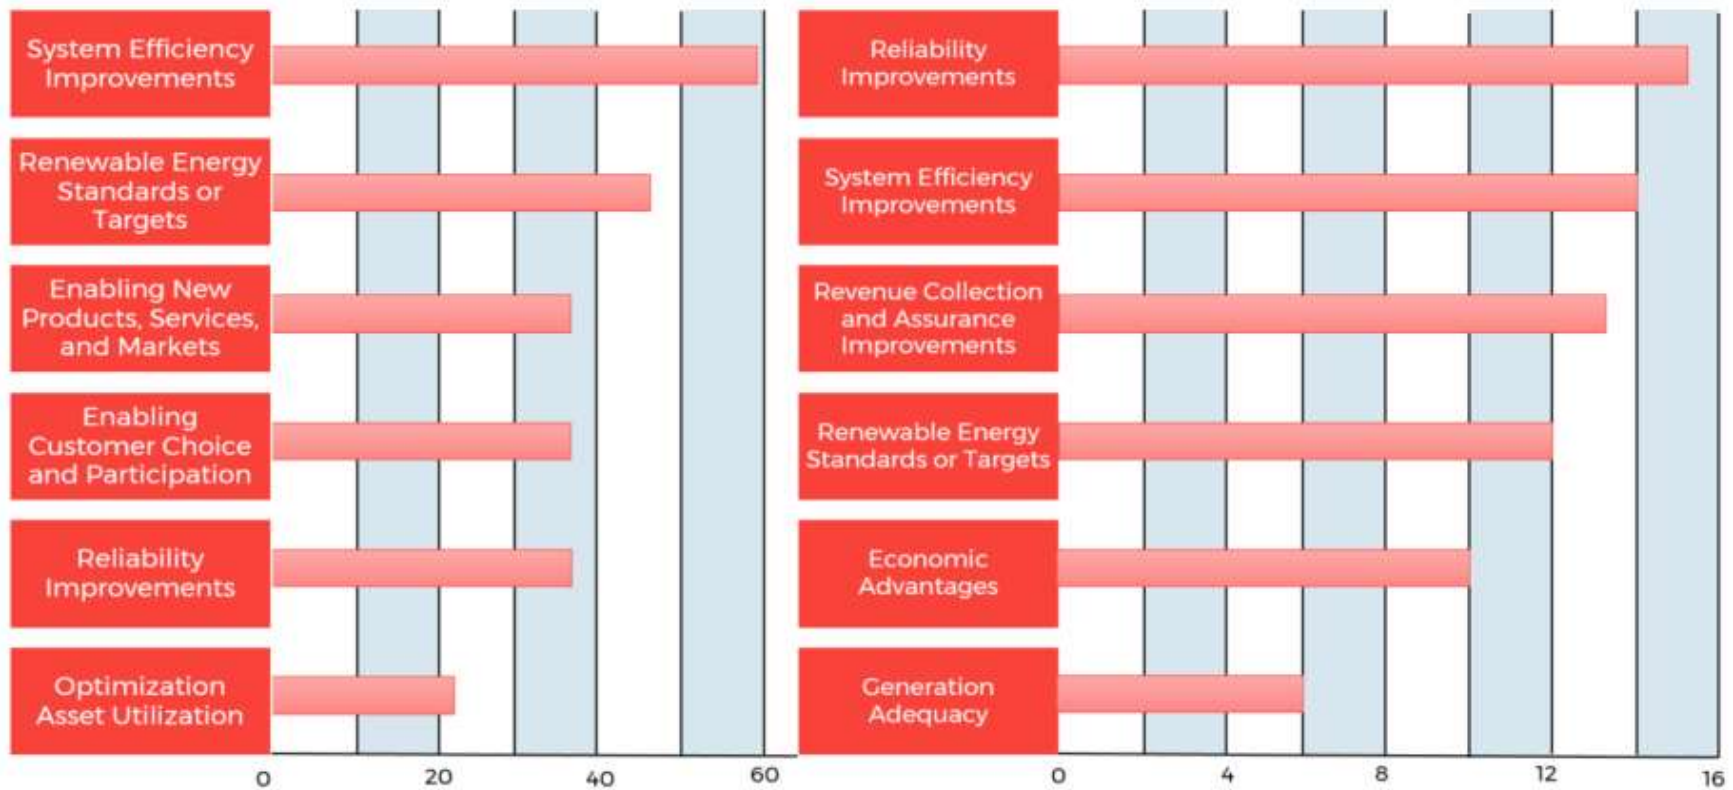 System Efficiency
Improvements
Renewable Energy
Standards or
Targets
Enabling New
Products, Services,
and Markets
Enabling
Customer Choice
and Participation
Reliability
Improvements
Optimization
Asset Utilization
0
20
40
60
Reliability
Improvements
System Efficiency
Improvements
Revenue Collection
and Assurance
Improvements
Renewable Energy
Standards or Targets
Economic
Advantages
Generation
Adequacy
0
4
8
12
16